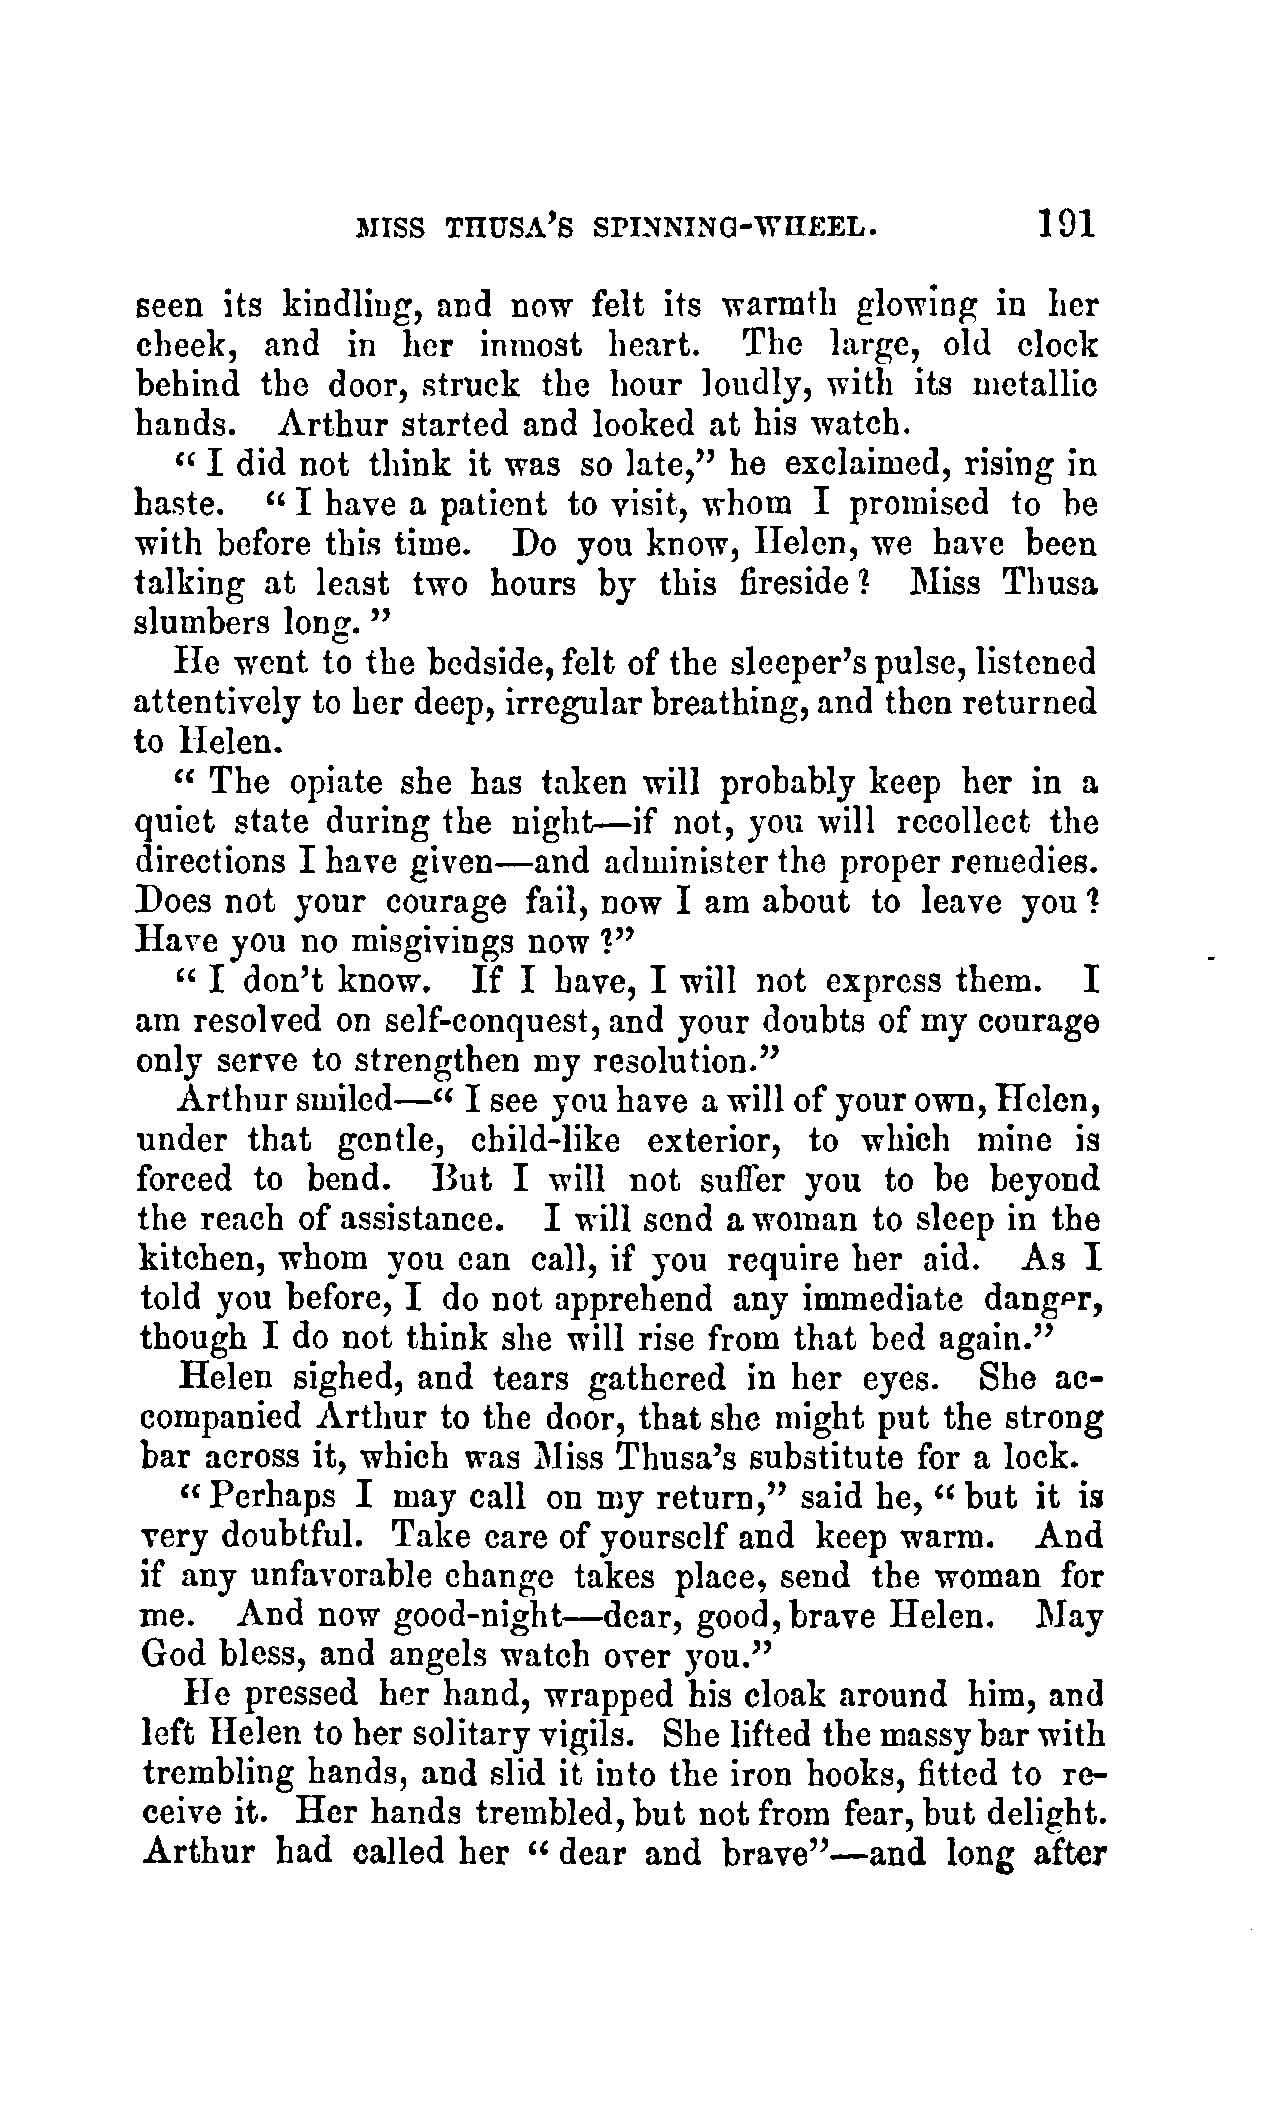 MISS THUSA'S SPINNING-WHEEL. 191
seen its kindling, and now felt its warmth glowing in her
cheek, and in her inmost heart. The large, old clock
behind the door, struck the hour loudly, with its metallic
hands. Arthur started and looked at his watch.
“I did not think it was so late,” he exclaimed, rising in
haste. “I have a patient to visit, whom I promised to be
with before this time. Do you know, Helen, we have been
talking at least two hours by this fireside? Miss Thusa
slumbers long.”
He went to the bedside, felt of the sleeper's pulse, listened
attentively to her deep, irregular breathing, and then returned
to Helen.
“The opiate she has taken will probably keep her in a
quiet state during the night—if not, you will recollect the
directions I have given—and administer the proper remedies.
Does not your courage fail, now I am about to leave you?
Have you no misgivings now?”
“I don't know. If I have, I will not express them. I
am resolved on self-conquest, and your doubts of my courage
only serve to strengthen my resolution.”
Arthur smiled—“I see you have a will of your own, Helen,
under that gentle, child-like exterior, to which mine is
forced to bend. But I will not suffer you to be beyond
the reach of assistance. I will send a woman to sleep in the
kitchen, whom you can call, if you require her aid. As I
told you before, I do not apprehend any immediate danger,
though I do not think she will rise from that bed again.”
Helen sighed, and tears gathered in her eyes. She ac-
companied Arthur to the door, that she might put the strong
bar across it, which was Miss Thusa's substitute for a lock.
“Perhaps I may call on my return,” said he, “but it is
very doubtful. Take care of yourself and keep warm. And
if any unfavorable change takes place, send the woman for
me. And now good-night—dear, good, brave Helen. May
God bless, and angels watch over you.”
He pressed her hand, wrapped his cloak around him, and
left Helen to her solitary vigils. She lifted the massy bar with
trembling hands, and slid it into the iron hooks, fitted to re-
ceive it. Her hands trembled, but not from fear, but delight.
Arthur had called her “dear and brave”—and long after